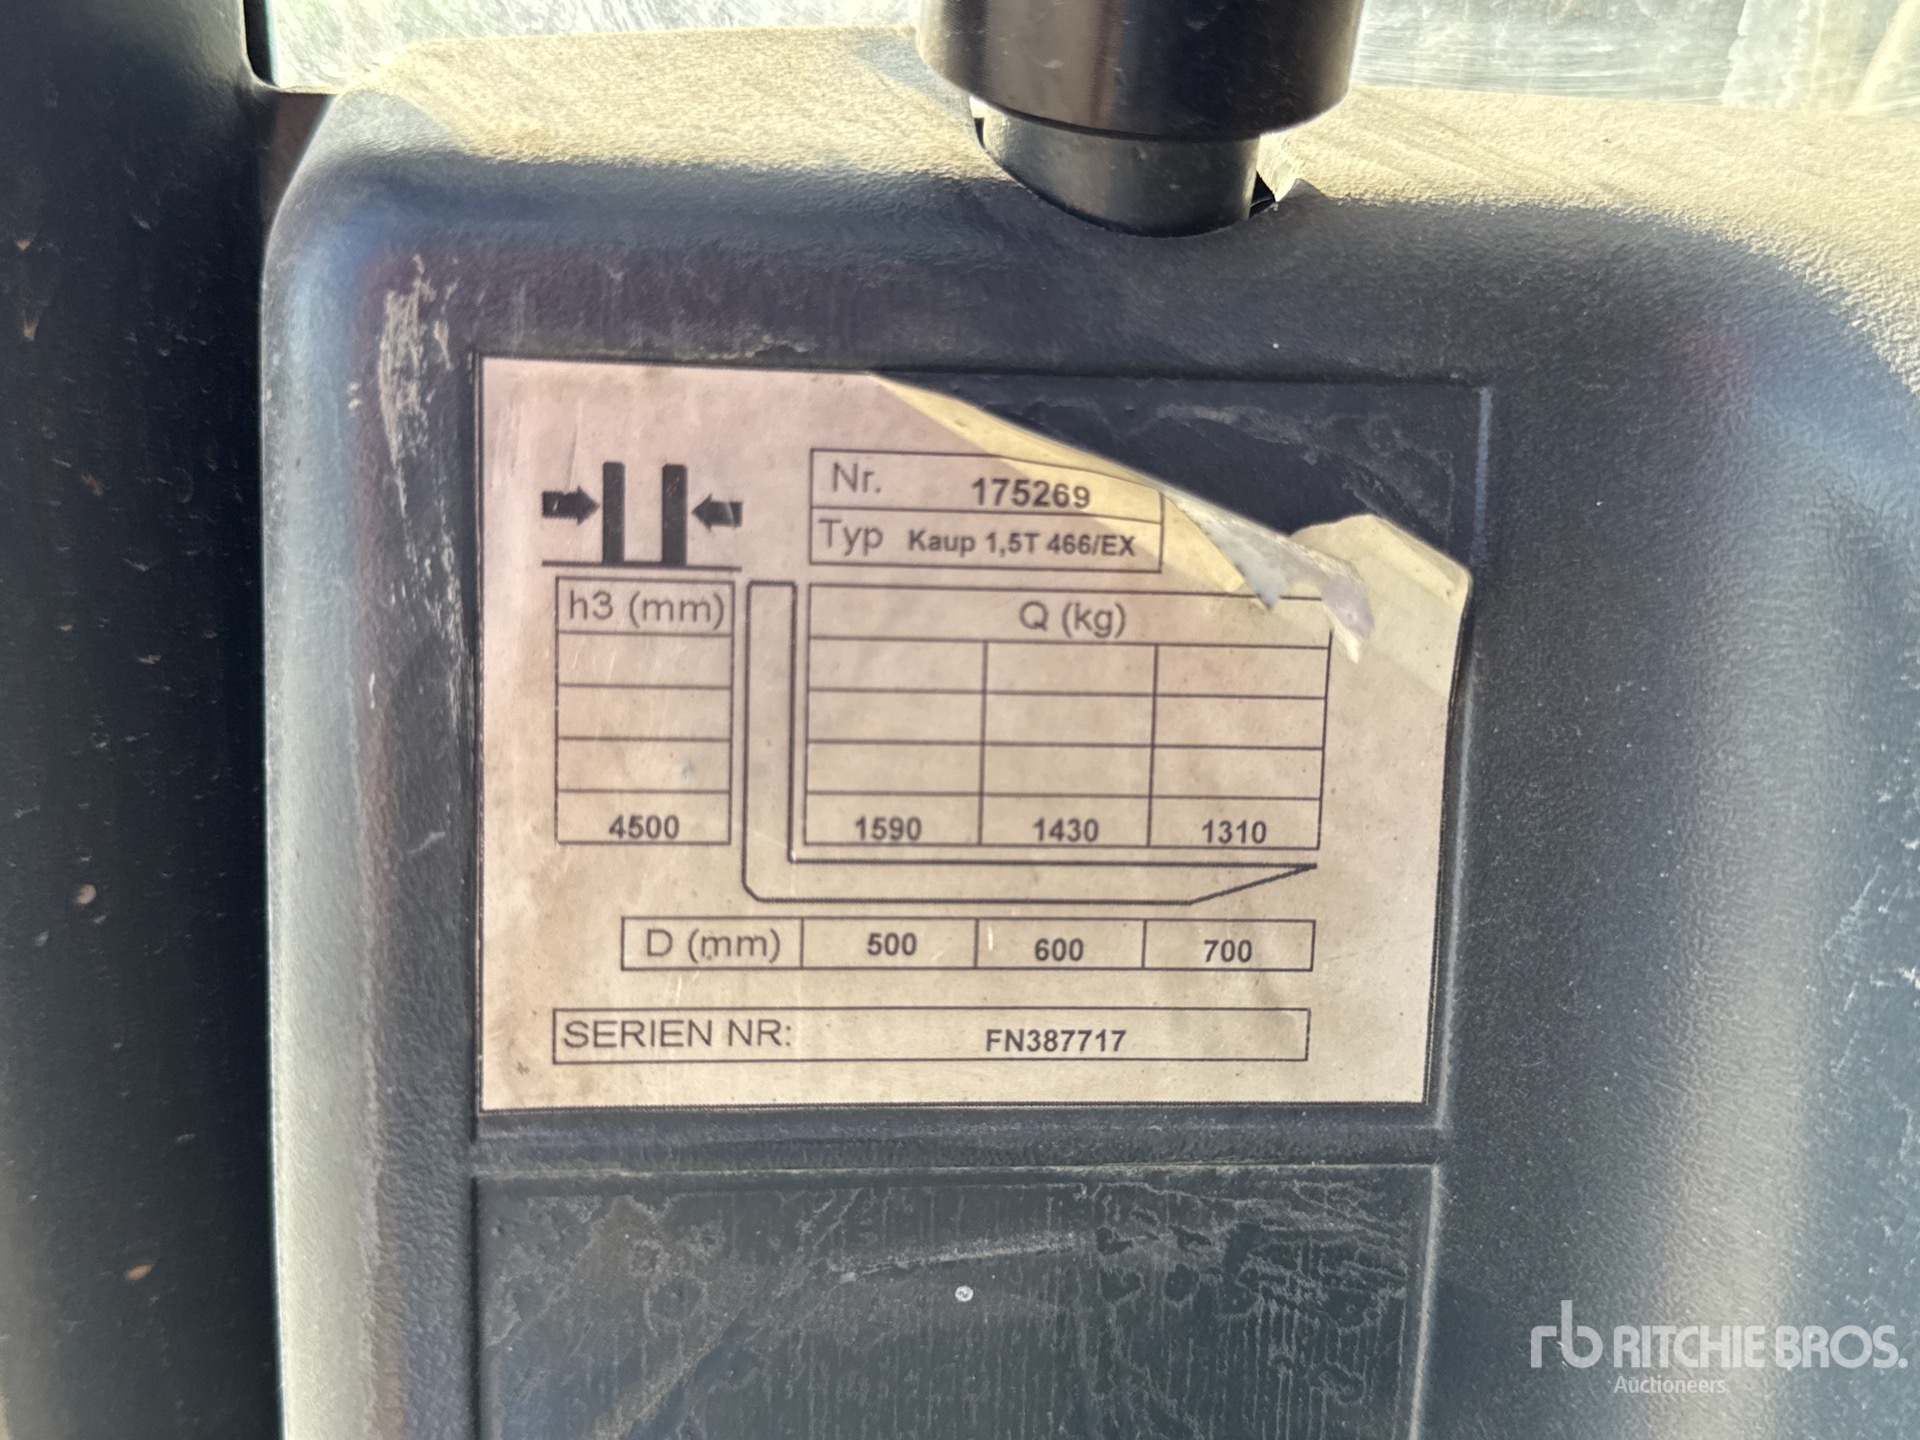 Nr. 175269
Typ Kaup 1,5T 466/EX
h3 (mm) Q (kg)
4500 1590 1430 1310
D (mm) 500 600 700
SERIEN NR: FN387717
rb RITCHIE BROS.
Auctioneers